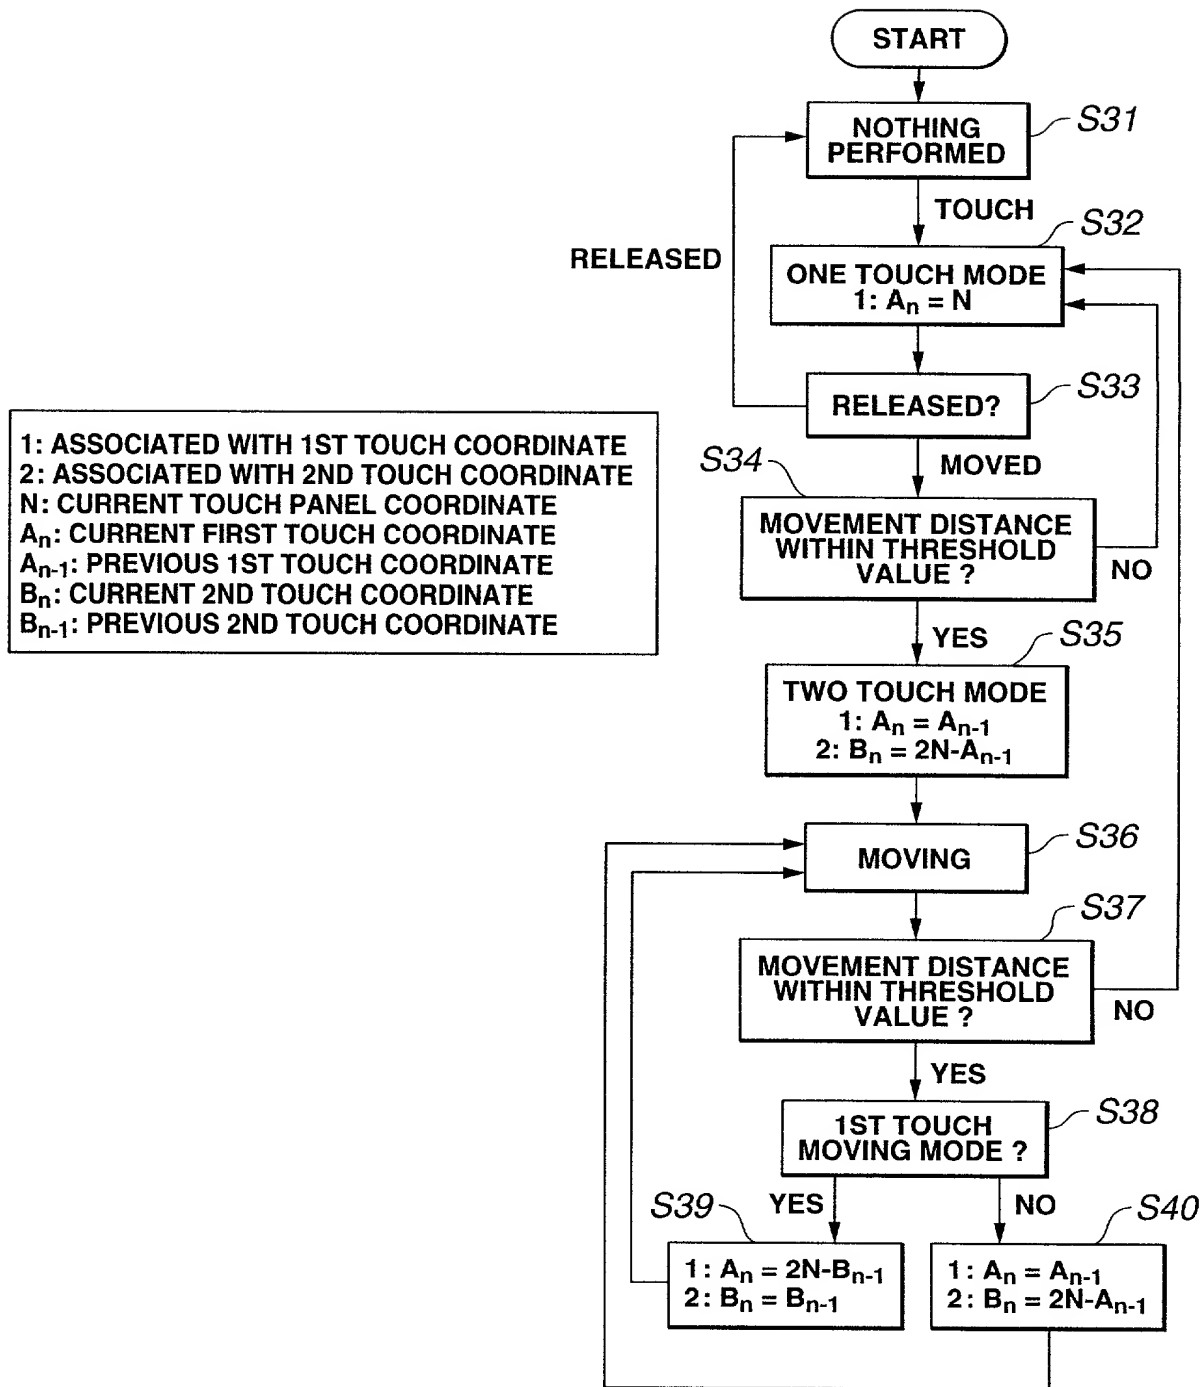 START
NOTHING
PERFORMED
S31
TOUCH
S32
RELEASED
ONE TOUCH MODE
1: An = N
RELEASED?
S33
1: ASSOCIATED WITH 1ST TOUCH COORDINATE
2: ASSOCIATED WITH 2ND TOUCH COORDINATE
N: CURRENT TOUCH PANEL COORDINATE
An: CURRENT FIRST TOUCH COORDINATE
An-1: PREVIOUS 1ST TOUCH COORDINATE
Bn: CURRENT 2ND TOUCH COORDINATE
Bn-1: PREVIOUS 2ND TOUCH COORDINATE
S34
MOVED
MOVEMENT DISTANCE
WITHIN THRESHOLD
VALUE ?
NO
YES
S35
TWO TOUCH MODE
1: An = An-1
2: Bn = 2N-An-1
MOVING
S36
S37
MOVEMENT DISTANCE
WITHIN THRESHOLD
VALUE ?
NO
YES
1ST TOUCH
MOVING MODE ?
S38
YES
NO
S39
S40
1: An = 2N-Bn-1
2: Bn = Bn-1
1: An = An-1
2: Bn = 2N-An-1